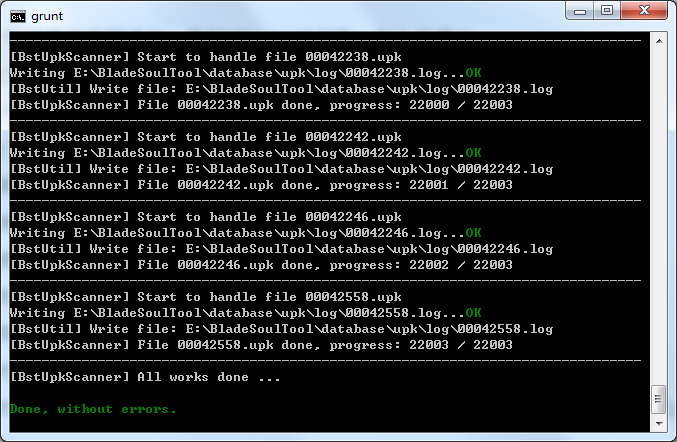 grunt
[BstUpkScanner] Start to handle file 00042238.upk
Writing E:\BladeSoulTool\database\upk\log\00042238.log...OK
[BstUtil] Write file: E:\BladeSoulTool\database\upk\log\00042238.log
[BstUpkScanner] File 00042238.upk done, progress: 22000 / 22003
[BstUpkScanner] Start to handle file 00042242.upk
Writing E:\BladeSoulTool\database\upk\log\00042242.log...OK
[BstUtil] Write file: E:\BladeSoulTool\database\upk\log\00042242.log
[BstUpkScanner] File 00042242.upk done, progress: 22001 / 22003
[BstUpkScanner] Start to handle file 00042246.upk
Writing E:\BladeSoulTool\database\upk\log\00042246.log...OK
[BstUtil] Write file: E:\BladeSoulTool\database\upk\log\00042246.log
[BstUpkScanner] File 00042246.upk done, progress: 22002 / 22003
[BstUpkScanner] Start to handle file 00042558.upk
Writing E:\BladeSoulTool\database\upk\log\00042558.log...OK
[BstUtil] Write file: E:\BladeSoulTool\database\upk\log\00042558.log
[BstUpkScanner] File 00042558.upk done, progress: 22003 / 22003
[BstUpkScanner] All works done ...
Done, without errors.